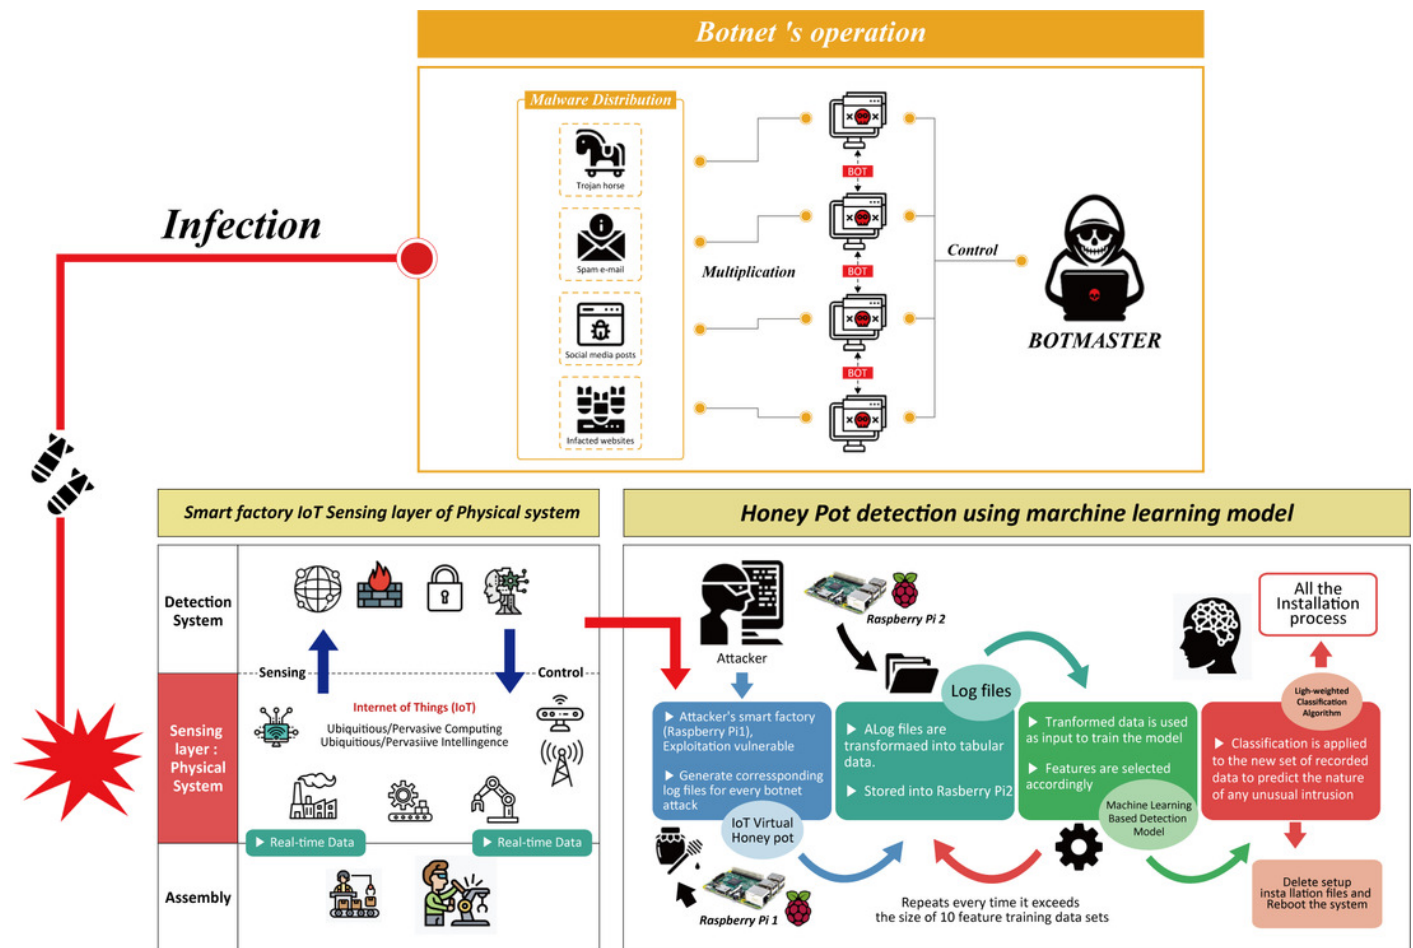 Botnet 's operation
Malware Distribution
Trojan horse
Spam e-mail
Social media posts
Infacted websites
Multiplication
BOT
BOT
BOT
Control
BOTMASTER
Infection
Smart factory IoT Sensing layer of Physical system
Detection
System
Sensing
Control
Sensing
layer :
Physical
System
Internet of Things (IoT)
Ubiquitious/Pervasive Computing
Ubiquitious/Pervasiive Intellingence
▶ Real-time Data
▶ Real-time Data
Assembly
Honey Pot detection using marchine learning model
Attacker
Raspberry Pi 2
Log files
▶ Attacker's smart factory
(Raspberry Pi1),
Exploitation vulnerable
▶ Generate corressponding
log files for every botnet
attack
IoT Virtual
Honey pot
Raspberry Pi 1
▶ ALog files are
transformaed into tabular
data.
▶ Stored into Rasberry Pi2
▶ Tranformed data is used
as input to train the model
▶ Features are selected
accordingly
Machine Learning
Based Detection
Model
Repeats every time it exceeds
the size of 10 feature training data sets
All the
Installation
process
Ligh-weighted
Classification
Algorithm
▶ Classification is applied
to the new set of recorded
data to predict the nature
of any unusual intrusion
Delete setup
insta llation files and
Reboot the system